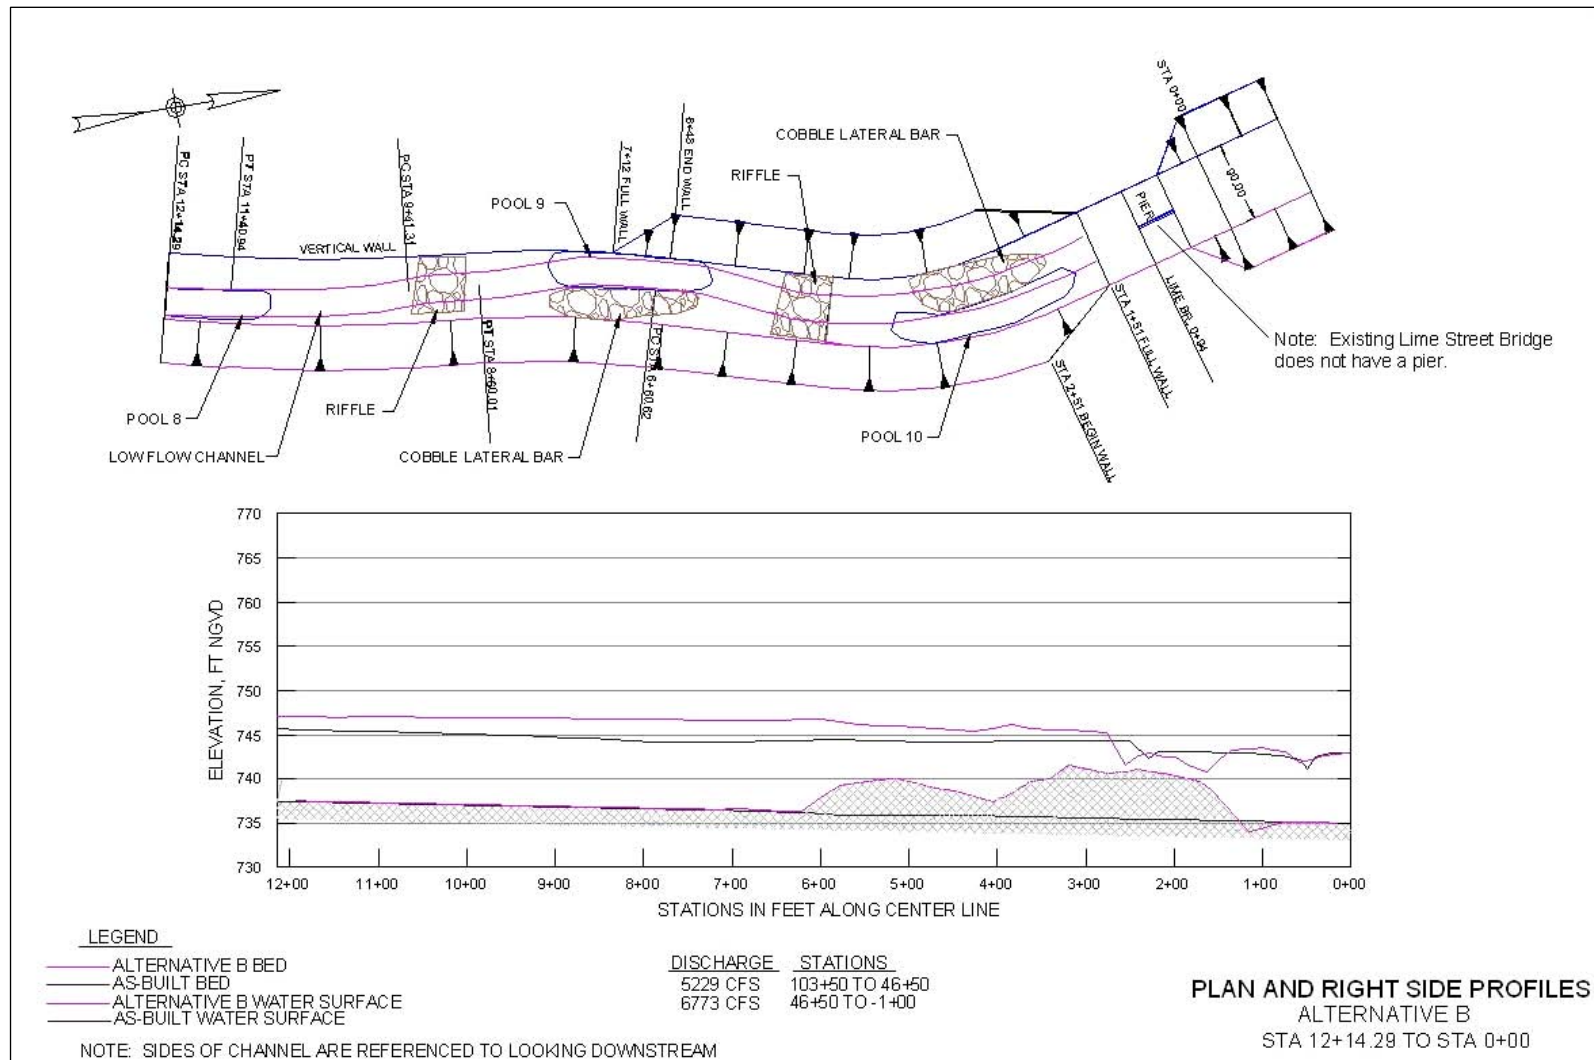 STA 0+00
COBBLE LATERAL BAR
6+48 END WALL
7+12 FULL WALL
RIFFLE
PC STA 12+14.29
PT STA 11+40.94
PC STA 9+41.31
POOL 9
90.00
PIER
VERTICAL WALL
LIME BR. 0+94
STA 1+51 FULL WALL
Note: Existing Lime Street Bridge
does not have a pier.
PT STA 8+60.01
PC STA 6+60.62
STA 2+51 BEGIN WALL
POOL 8
RIFFLE
POOL 10
LOW FLOW CHANNEL
COBBLE LATERAL BAR
770
765
760
755
750
745
740
735
730
ELEVATION, FT NGVD
12+00 11+00 10+00 9+00 8+00 7+00 6+00 5+00 4+00 3+00 2+00 1+00 0+00
STATIONS IN FEET ALONG CENTER LINE
LEGEND
ALTERNATIVE B BED
AS-BUILT BED
ALTERNATIVE B WATER SURFACE
AS-BUILT WATER SURFACE
DISCHARGE STATIONS
5229 CFS 103+50 TO 46+50
6773 CFS 46+50 TO -1+00
NOTE: SIDES OF CHANNEL ARE REFERENCED TO LOOKING DOWNSTREAM
PLAN AND RIGHT SIDE PROFILES
ALTERNATIVE B
STA 12+14.29 TO STA 0+00